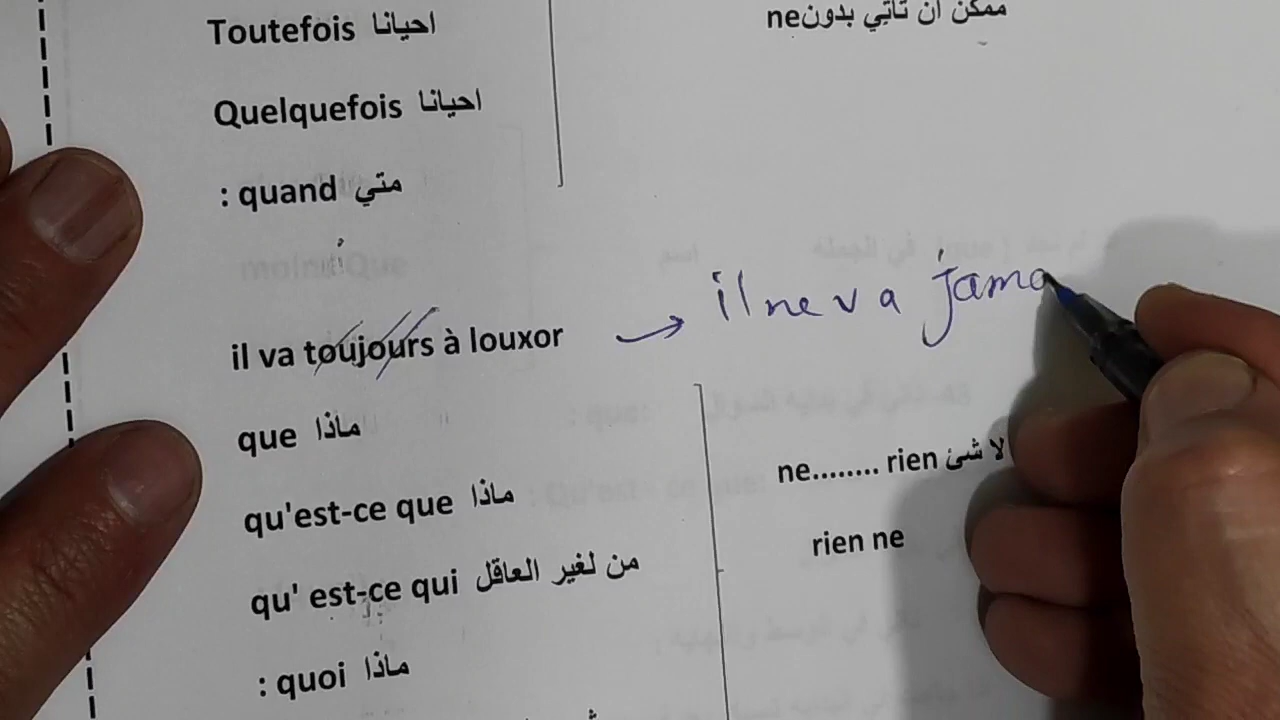 Toutefois احيانا
ممكن ان تاتي بدون ne
Quelquefois احيانا
: quand متي
il va toujours à louxor → il ne va jama
que ماذا
qu'est-ce que ماذا
ne........ rien لا شئ
qu' est-ce qui من لغير العاقل
rien ne
: quoi ماذا